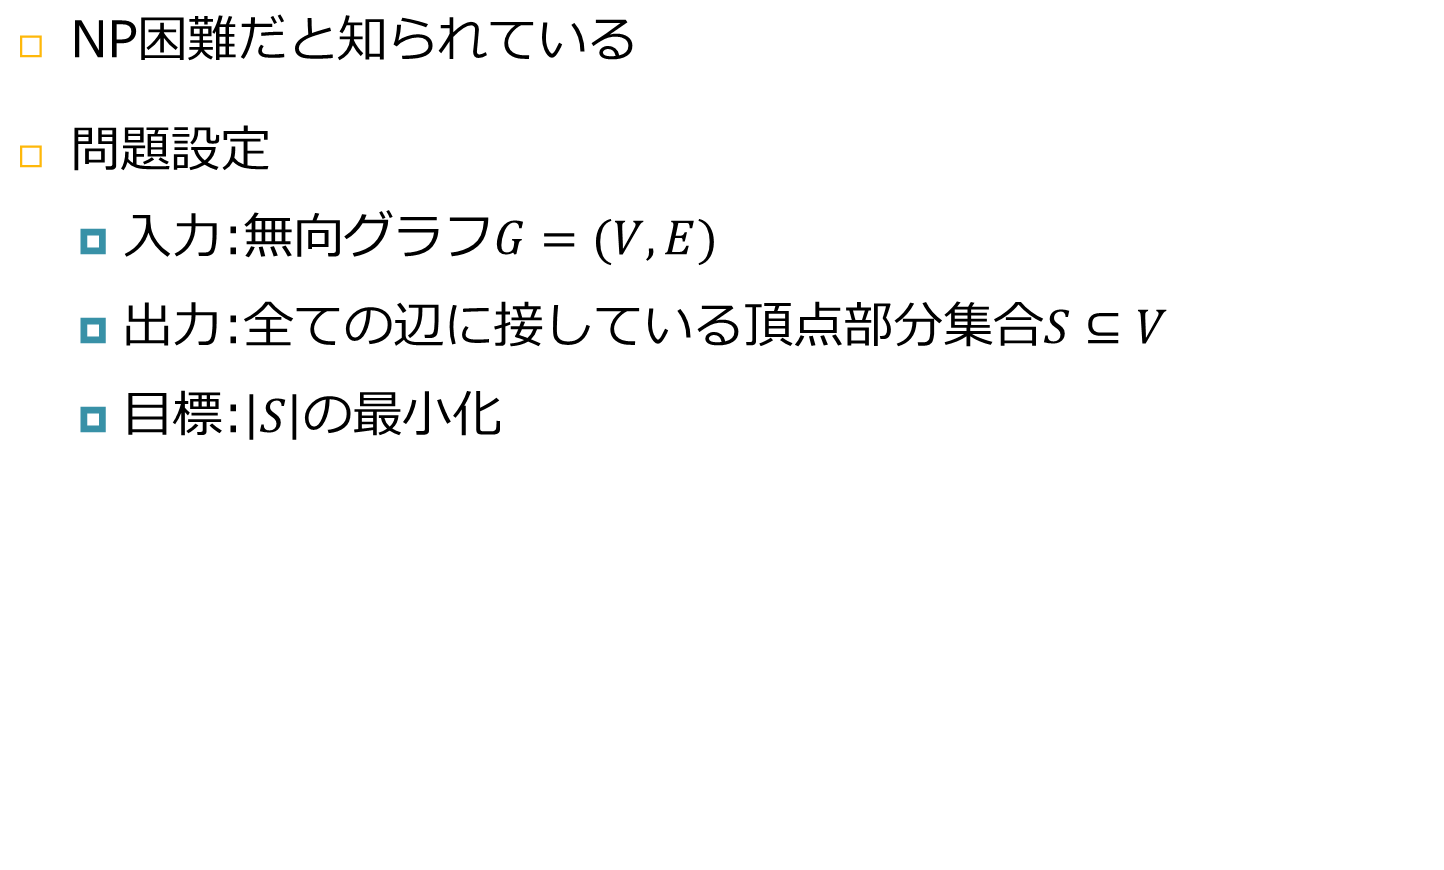 NP困難だと知られている
問題設定
入力:無向グラフG = (V, E)
出力:全ての辺に接している頂点部分集合S ⊆ V
目標:|S|の最小化